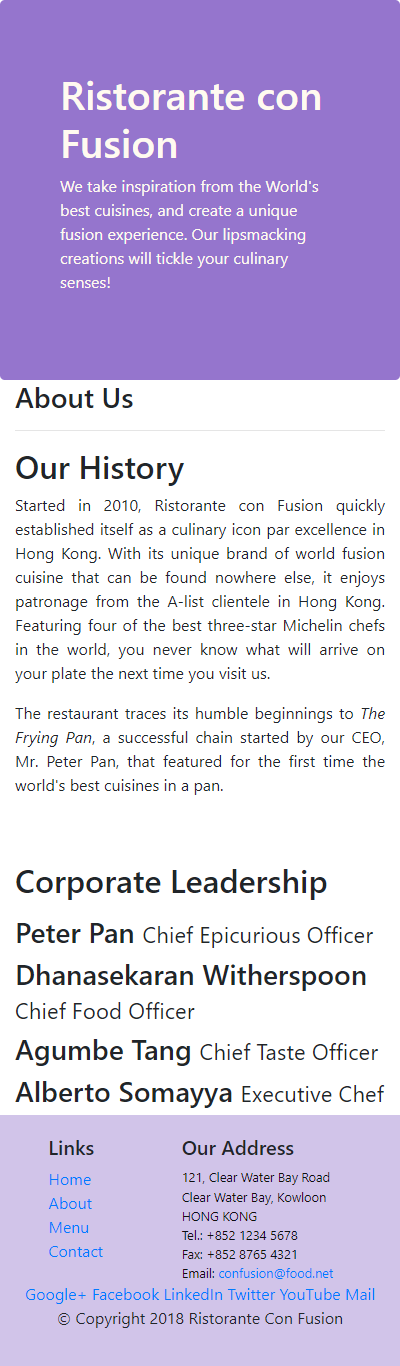 Ristorante con
Fusion
We take inspiration from the World's
best cuisines, and create a unique
fusion experience. Our lipsmacking
creations will tickle your culinary
senses!
About Us
Our History
Started in 2010, Ristorante con Fusion quickly
established itself as a culinary icon par excellence in
Hong Kong. With its unique brand of world fusion
cuisine that can be found nowhere else, it enjoys
patronage from the A-list clientele in Hong Kong.
Featuring four of the best three-star Michelin chefs
in the world, you never know what will arrive on
your plate the next time you visit us.
The restaurant traces its humble beginnings to The
Frying Pan, a successful chain started by our CEO,
Mr. Peter Pan, that featured for the first time the
world's best cuisines in a pan.
Corporate Leadership
Peter Pan Chief Epicurious Officer
Dhanasekaran Witherspoon
Chief Food Officer
Agumbe Tang Chief Taste Officer
Alberto Somayya Executive Chef
Links
Home
About
Menu
Contact
Our Address
121, Clear Water Bay Road
Clear Water Bay, Kowloon
HONG KONG
Tel.: +852 1234 5678
Fax: +852 8765 4321
Email: confusion@food.net
Google+ Facebook LinkedIn Twitter YouTube Mail
© Copyright 2018 Ristorante Con Fusion